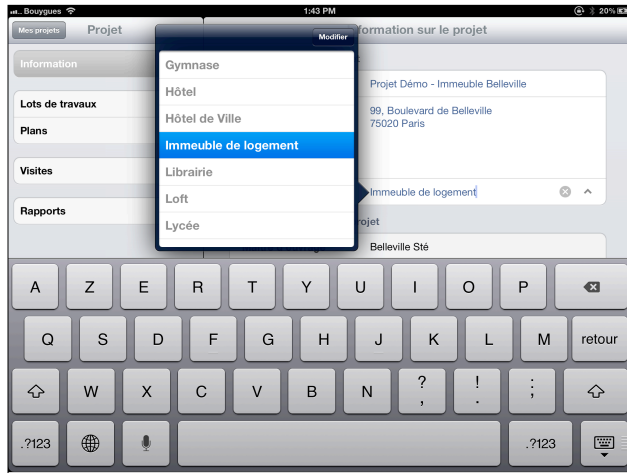 Bouygues 1:43 PM 20%
Mes projets Projet formation sur le projet
Modifier
Information
Lots de travaux
Plans
Visites
Rapports
Gymnase
Hôtel
Hôtel de Ville
Immeuble de logement
Librairie
Loft
Lycée
Projet Démo - Immeuble Belleville
99, Boulevard de Belleville
75020 Paris
Immeuble de logement
rojet
Belleville Sté
A Z E R T Y U I O P
Q S D F G H J K L M retour
W X C V B N ? , ! . ; :
.?123 .?123